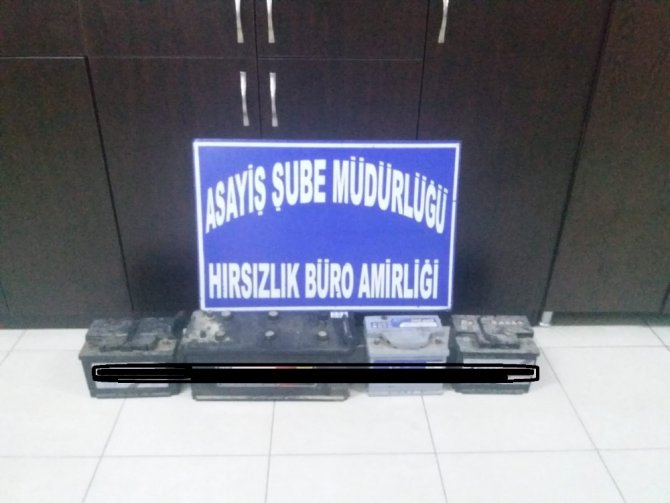 ASAYİŞ ŞUBE MÜDÜRLÜĞÜ
HIRSIZLIK BÜRO AMİRLİĞİ